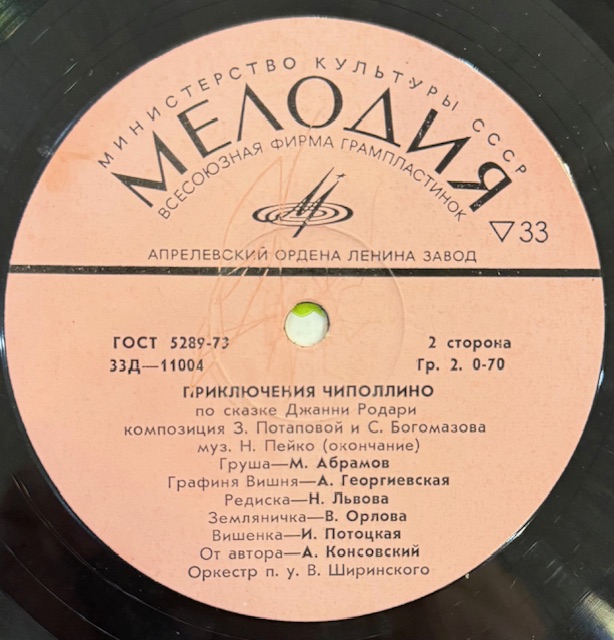 МИНИСТЕРСТВО КУЛЬТУРЫ СССР
МЕЛОДИЯ
ВСЕСОЮЗНАЯ ФИРМА ГРАМПЛАСТИНОК
33
АПРЕЛЕВСКИЙ ОРДЕНА ЛЕНИНА ЗАВОД
ГОСТ 5289-73 2 сторона
33Д—11004 Гр. 2. 0-70
ПРИКЛЮЧЕНИЯ ЧИПОЛЛИНО
по сказке Джанни Родари
композиция З. Потаповой и С. Богомазова
муз. Н. Пейко (окончание)
Груша—М. Абрамов
Графиня Вишня—А. Георгиевская
Редиска—Н. Львова
Земляничка—В. Орлова
Вишенка—И. Потоцкая
От автора—А. Консовский
Оркестр п. у. В. Ширинского